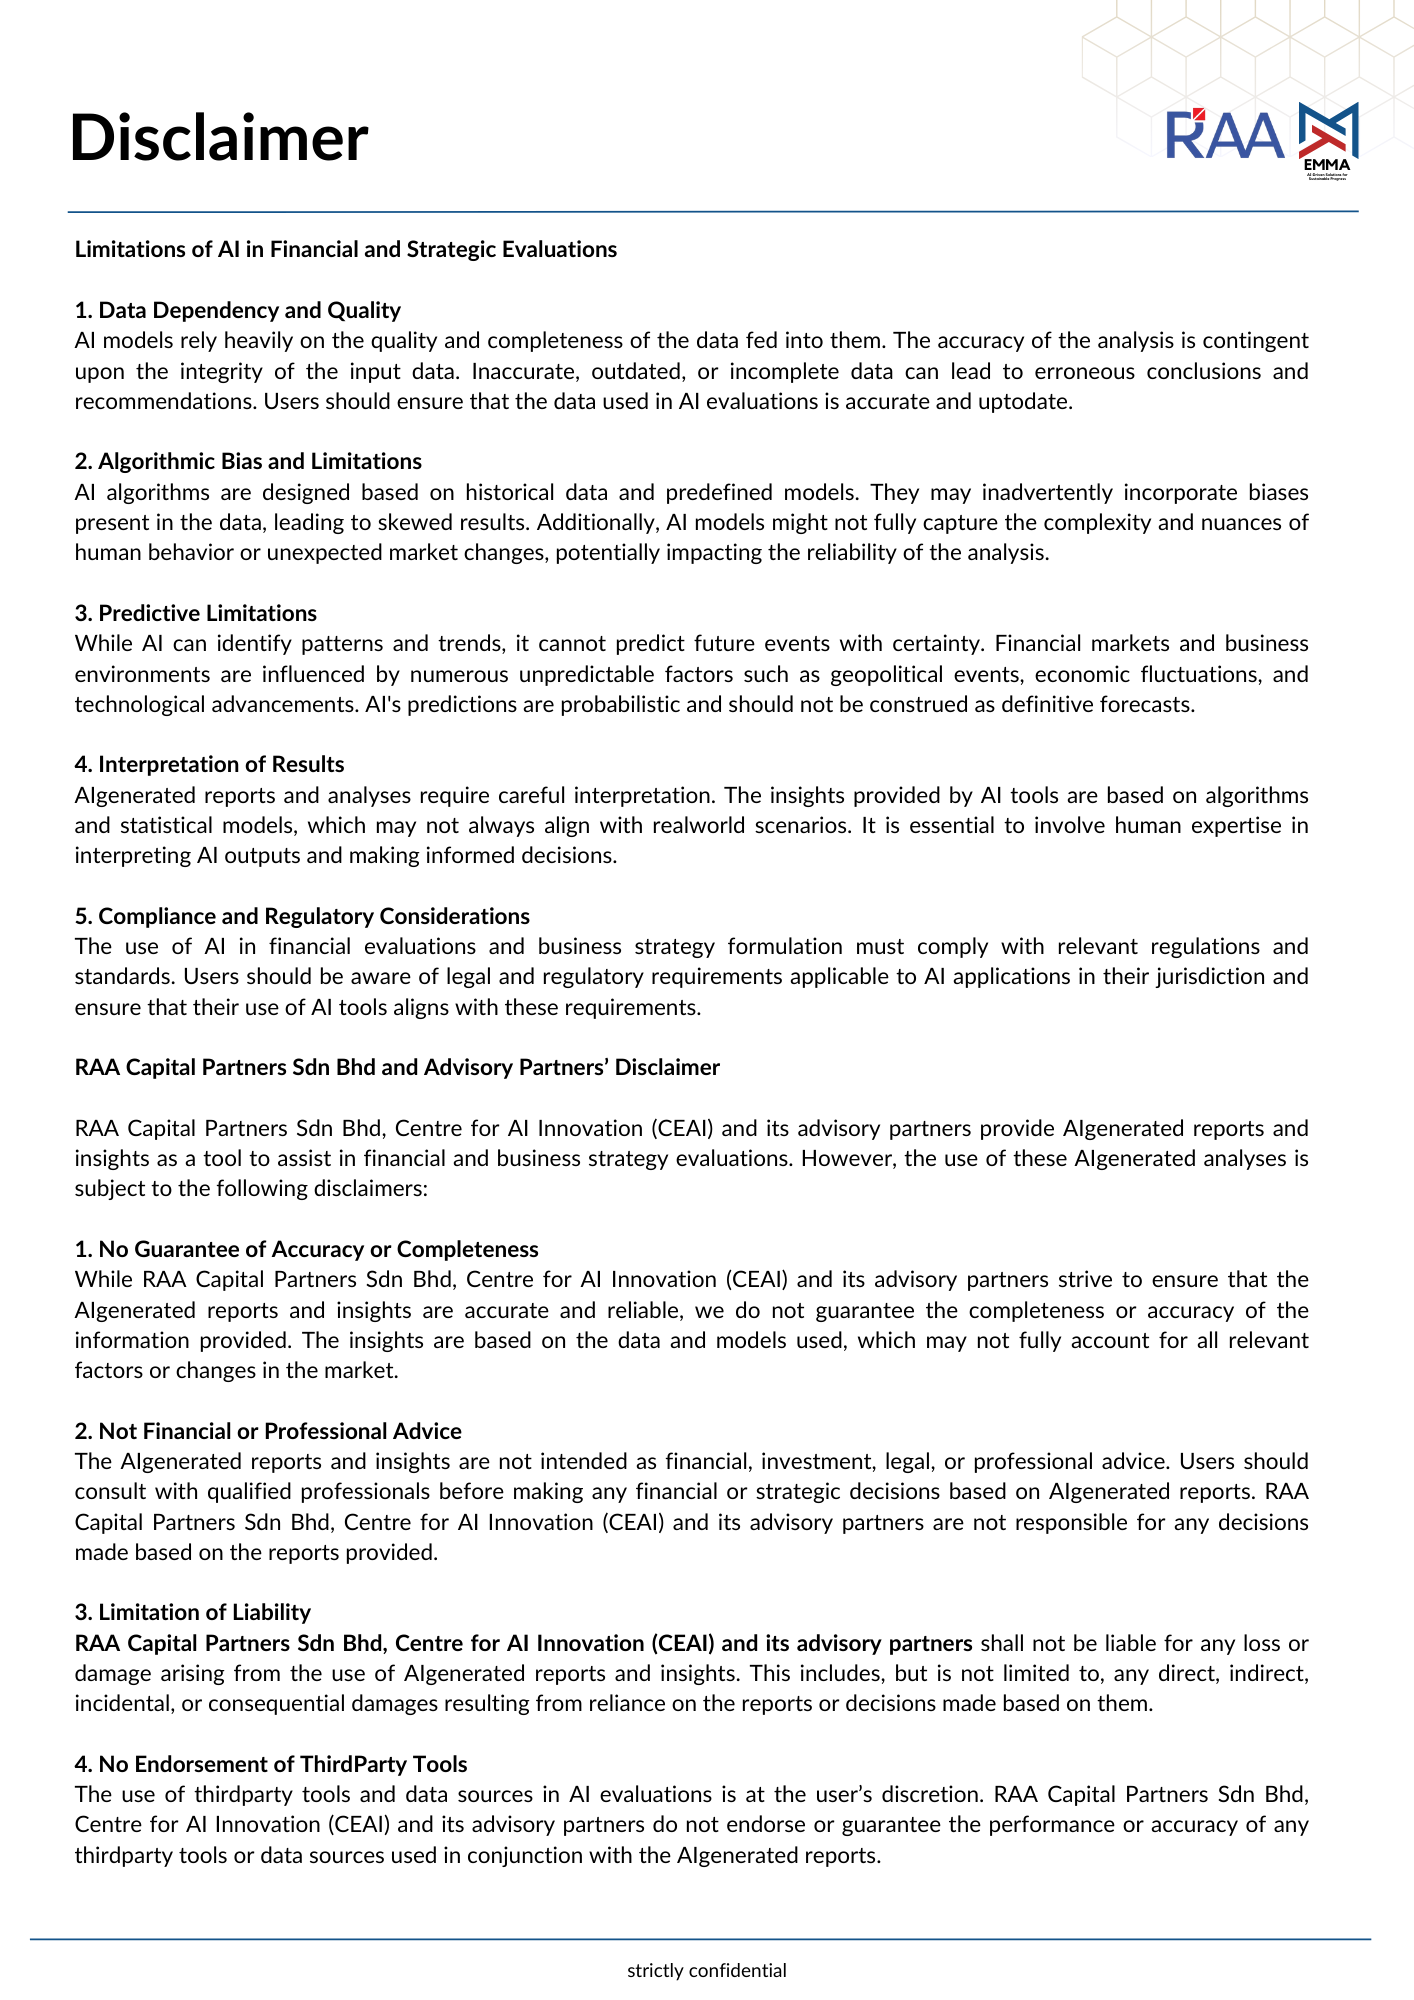 Disclaimer
RAA
EMMA
AI-Driven Solutions for
Sustainable Progress
Limitations of AI in Financial and Strategic Evaluations
1. Data Dependency and Quality
AI models rely heavily on the quality and completeness of the data fed into them. The accuracy of the analysis is contingent
upon the integrity of the input data. Inaccurate, outdated, or incomplete data can lead to erroneous conclusions and
recommendations. Users should ensure that the data used in AI evaluations is accurate and uptodate.
2. Algorithmic Bias and Limitations
AI algorithms are designed based on historical data and predefined models. They may inadvertently incorporate biases
present in the data, leading to skewed results. Additionally, AI models might not fully capture the complexity and nuances of
human behavior or unexpected market changes, potentially impacting the reliability of the analysis.
3. Predictive Limitations
While AI can identify patterns and trends, it cannot predict future events with certainty. Financial markets and business
environments are influenced by numerous unpredictable factors such as geopolitical events, economic fluctuations, and
technological advancements. AI's predictions are probabilistic and should not be construed as definitive forecasts.
4. Interpretation of Results
AIgenerated reports and analyses require careful interpretation. The insights provided by AI tools are based on algorithms
and statistical models, which may not always align with realworld scenarios. It is essential to involve human expertise in
interpreting AI outputs and making informed decisions.
5. Compliance and Regulatory Considerations
The use of AI in financial evaluations and business strategy formulation must comply with relevant regulations and
standards. Users should be aware of legal and regulatory requirements applicable to AI applications in their jurisdiction and
ensure that their use of AI tools aligns with these requirements.
RAA Capital Partners Sdn Bhd and Advisory Partners’ Disclaimer
RAA Capital Partners Sdn Bhd, Centre for AI Innovation (CEAI) and its advisory partners provide AIgenerated reports and
insights as a tool to assist in financial and business strategy evaluations. However, the use of these AIgenerated analyses is
subject to the following disclaimers:
1. No Guarantee of Accuracy or Completeness
While RAA Capital Partners Sdn Bhd, Centre for AI Innovation (CEAI) and its advisory partners strive to ensure that the
AIgenerated reports and insights are accurate and reliable, we do not guarantee the completeness or accuracy of the
information provided. The insights are based on the data and models used, which may not fully account for all relevant
factors or changes in the market.
2. Not Financial or Professional Advice
The AIgenerated reports and insights are not intended as financial, investment, legal, or professional advice. Users should
consult with qualified professionals before making any financial or strategic decisions based on AIgenerated reports. RAA
Capital Partners Sdn Bhd, Centre for AI Innovation (CEAI) and its advisory partners are not responsible for any decisions
made based on the reports provided.
3. Limitation of Liability
RAA Capital Partners Sdn Bhd, Centre for AI Innovation (CEAI) and its advisory partners shall not be liable for any loss or
damage arising from the use of AIgenerated reports and insights. This includes, but is not limited to, any direct, indirect,
incidental, or consequential damages resulting from reliance on the reports or decisions made based on them.
4. No Endorsement of ThirdParty Tools
The use of thirdparty tools and data sources in AI evaluations is at the user’s discretion. RAA Capital Partners Sdn Bhd,
Centre for AI Innovation (CEAI) and its advisory partners do not endorse or guarantee the performance or accuracy of any
thirdparty tools or data sources used in conjunction with the AIgenerated reports.
strictly confidential